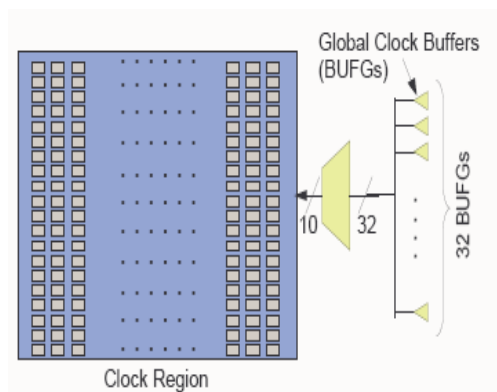 Global Clock Buffers
(BUFGs)
10
32
32 BUFGs
Clock Region